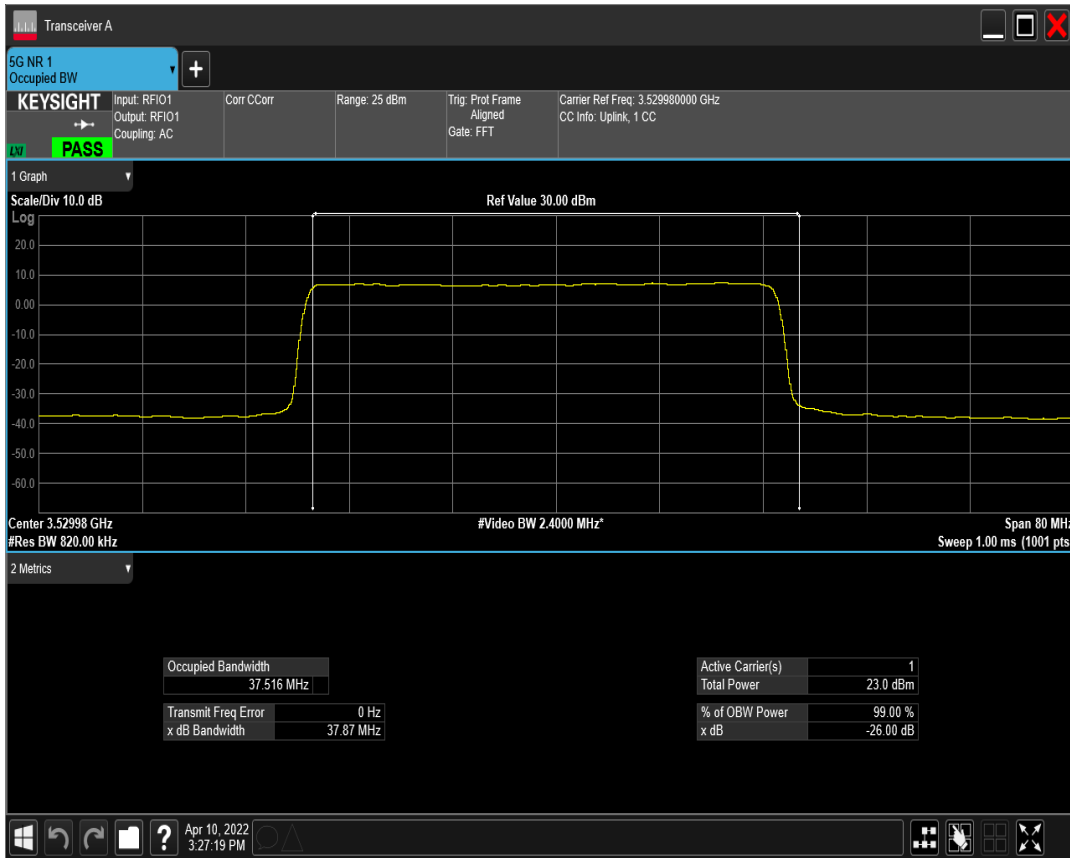 Transceiver A
5G NR 1
Occupied BW
KEYSIGHT
LXI
PASS
Input: RFIO1
Output: RFIO1
Coupling: AC
Corr CCorr
Range: 25 dBm
Trig: Prot Frame
Aligned
Gate: FFT
Carrier Ref Freq: 3.529980000 GHz
CC Info: Uplink, 1 CC
1 Graph
Scale/Div 10.0 dB
Ref Value 30.00 dBm
Log
20.0
10.0
0.00
-10.0
-20.0
-30.0
-40.0
-50.0
-60.0
Center 3.52998 GHz
#Video BW 2.4000 MHz*
Span 80 MHz
#Res BW 820.00 kHz
Sweep 1.00 ms (1001 pts
2 Metrics
Occupied Bandwidth
37.516 MHz
Transmit Freq Error 0 Hz
x dB Bandwidth 37.87 MHz
Active Carrier(s) 1
Total Power 23.0 dBm
% of OBW Power 99.00 %
x dB -26.00 dB
?
Apr 10, 2022
3:27:19 PM